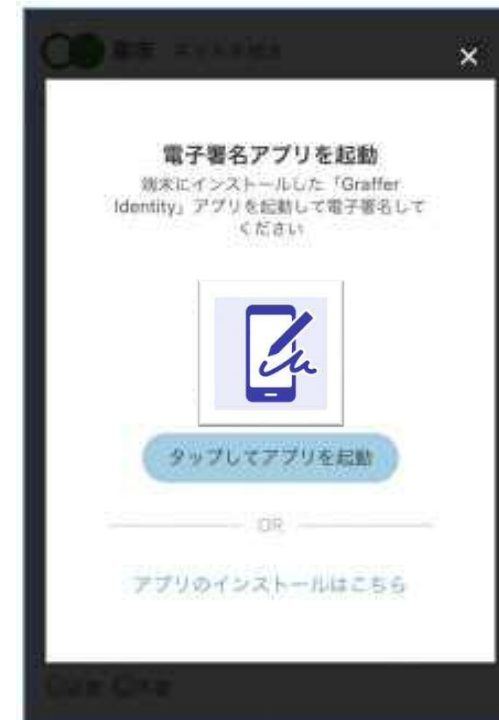 電子署名アプリを起動
端末にインストールした「Graffer
Identity」アプリを起動して電子署名して
ください
タップしてアプリを起動
OR
アプリのインストールはこちら